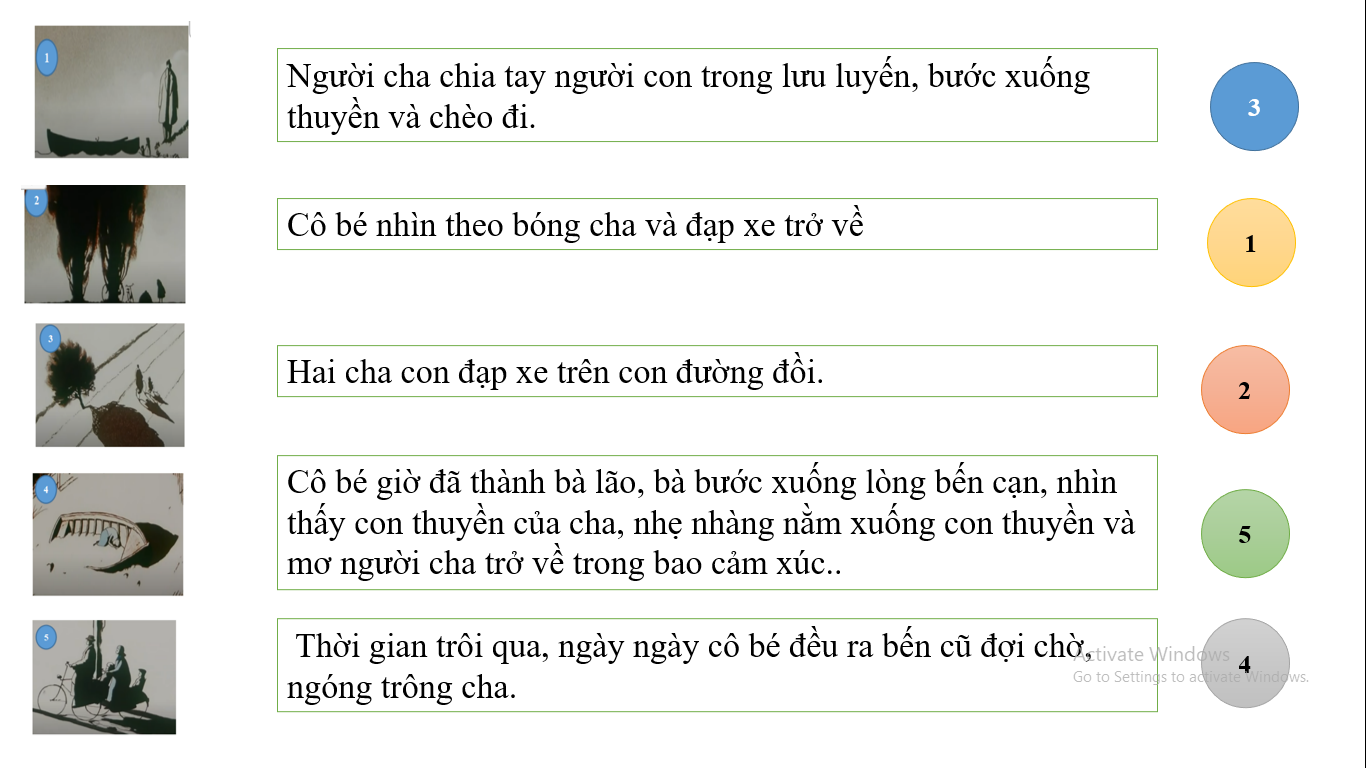 1
Người cha chia tay người con trong lưu luyến, bước xuống
thuyền và chèo đi.
3
2
Cô bé nhìn theo bóng cha và đạp xe trở về
1
3
Hai cha con đạp xe trên con đường đồi.
2
4
Cô bé giờ đã thành bà lão, bà bước xuống lòng bến cạn, nhìn
thấy con thuyền của cha, nhẹ nhàng nằm xuống con thuyền và
mơ người cha trở về trong bao cảm xúc..
5
5
Thời gian trôi qua, ngày ngày cô bé đều ra bến cũ đợi chờ,
ngóng trông cha.
4
Activate Windows
Go to Settings to activate Windows.